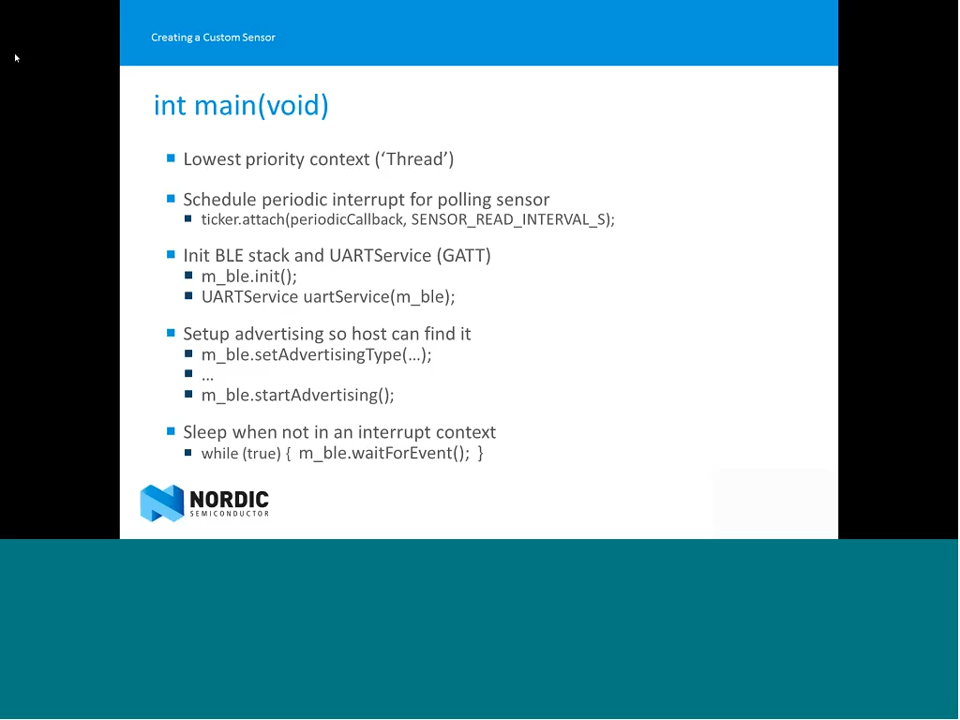 Creating a Custom Sensor
int main(void)
Lowest priority context (‘Thread’)
Schedule periodic interrupt for polling sensor
ticker.attach(periodicCallback, SENSOR_READ_INTERVAL_S);
Init BLE stack and UARTService (GATT)
m_ble.init();
UARTService uartService(m_ble);
Setup advertising so host can find it
m_ble.setAdvertisingType(…);
…
m_ble.startAdvertising();
Sleep when not in an interrupt context
while (true) { m_ble.waitForEvent(); }
NORDIC
SEMICONDUCTOR